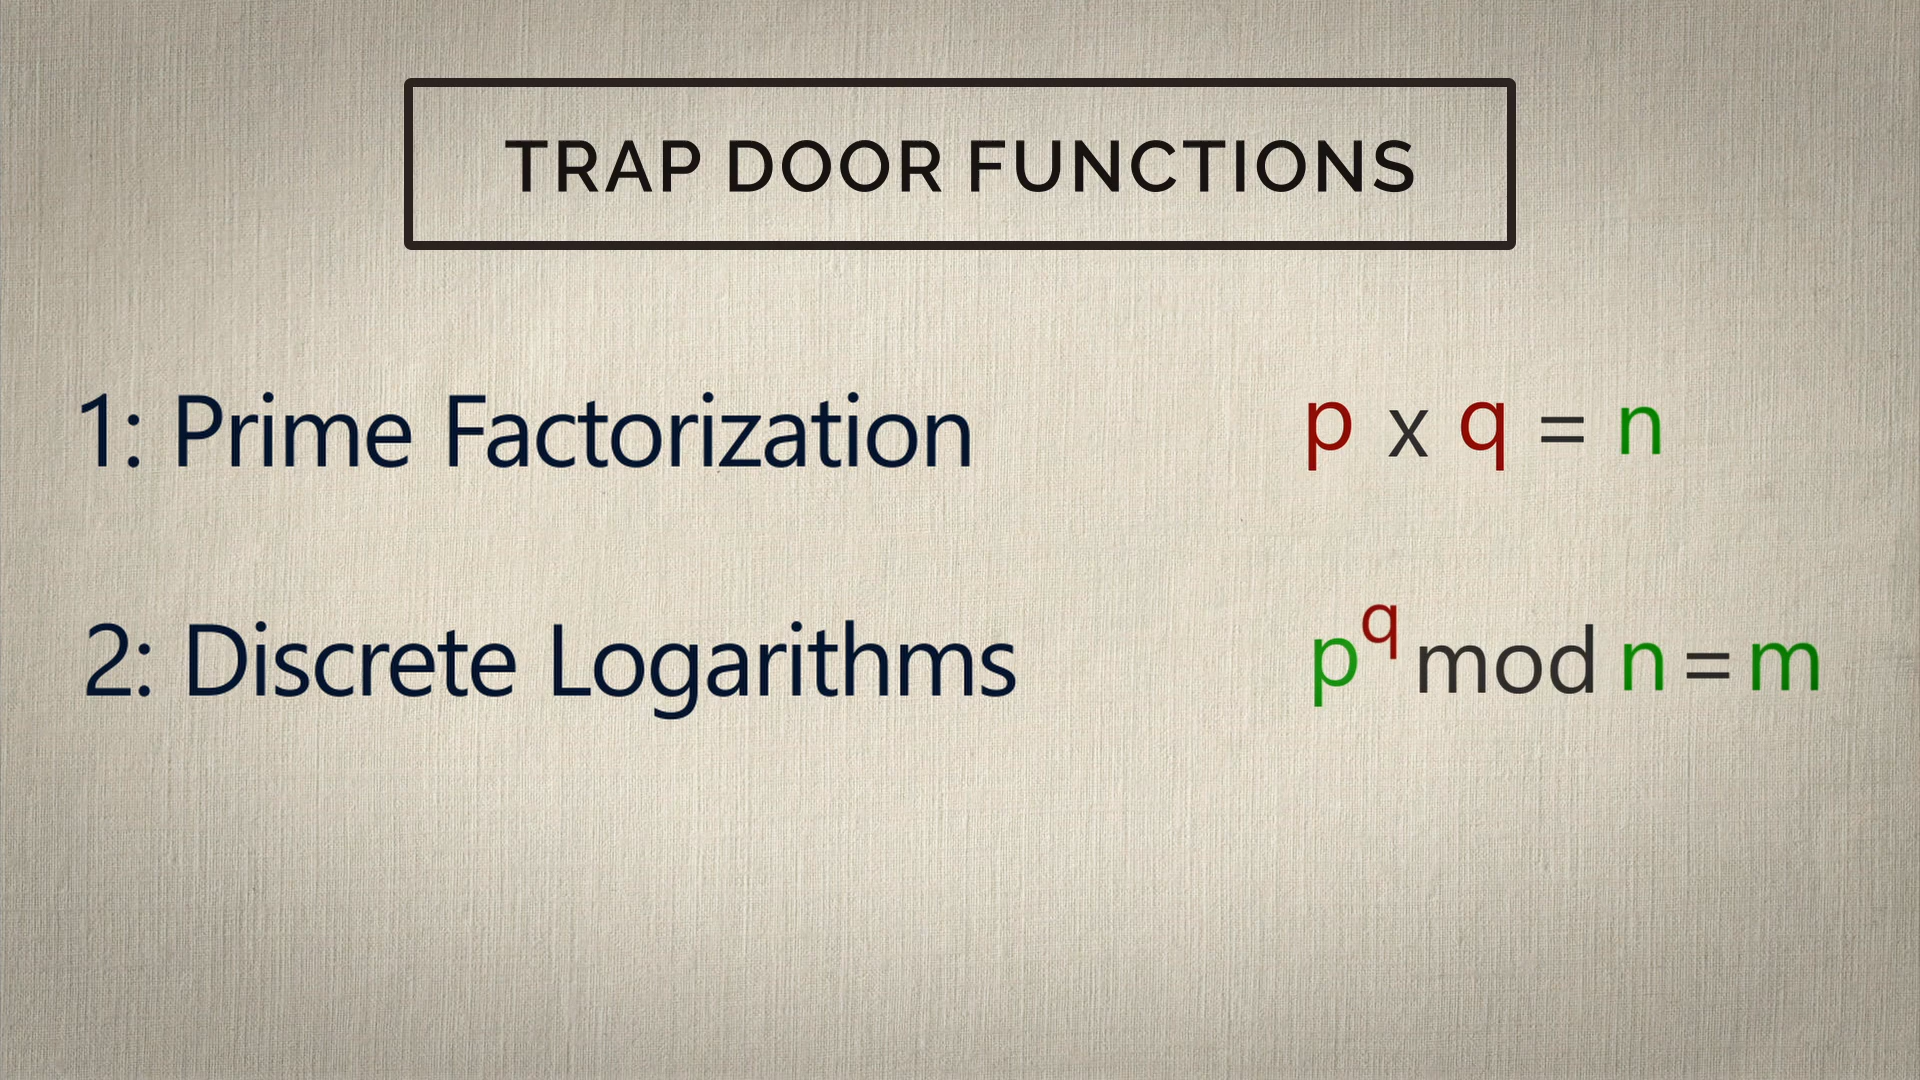 TRAP DOOR FUNCTIONS
1: Prime Factorization p x q = n
2: Discrete Logarithms p^q mod n = m